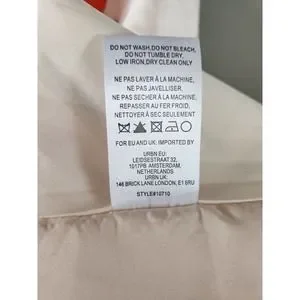 DO NOT WASH,DO NOT BLEACH,
DO NOT TUMBLE DRY,
LOW IRON,DRY CLEAN ONLY
NE PAS LAVER À LA MACHINE,
NE PAS JAVELLISER,
NE PAS SECHER A LA MACHINE,
REPASSER AU FER FROID,
NETTOYER À SEC SEULEMENT
FOR EU AND UK: IMPORTED BY
URBN EU:
LEIDSESTRAAT 32,
1017PB AMSTERDAM,
NETHERLANDS
URBN UK:
146 BRICK LANE LONDON, E1 6RU
STYLE#10710